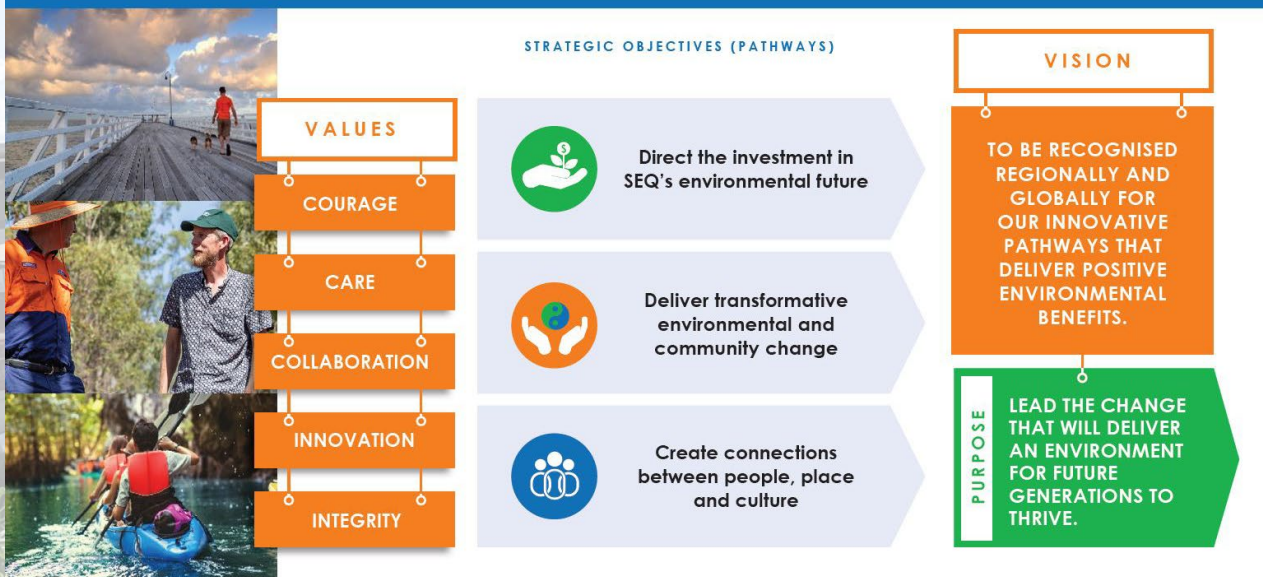 STRATEGIC OBJECTIVES (PATHWAYS)
VALUES
COURAGE
CARE
COLLABORATION
INNOVATION
INTEGRITY
$
Direct the investment in
SEQ's environmental future
Deliver transformative
environmental and
community change
Create connections
between people, place
and culture
VISION
TO BE RECOGNISED
REGIONALLY AND
GLOBALLY FOR
OUR INNOVATIVE
PATHWAYS THAT
DELIVER POSITIVE
ENVIRONMENTAL
BENEFITS.
PURPOSE
LEAD THE CHANGE
THAT WILL DELIVER
AN ENVIRONMENT
FOR FUTURE
GENERATIONS TO
THRIVE.